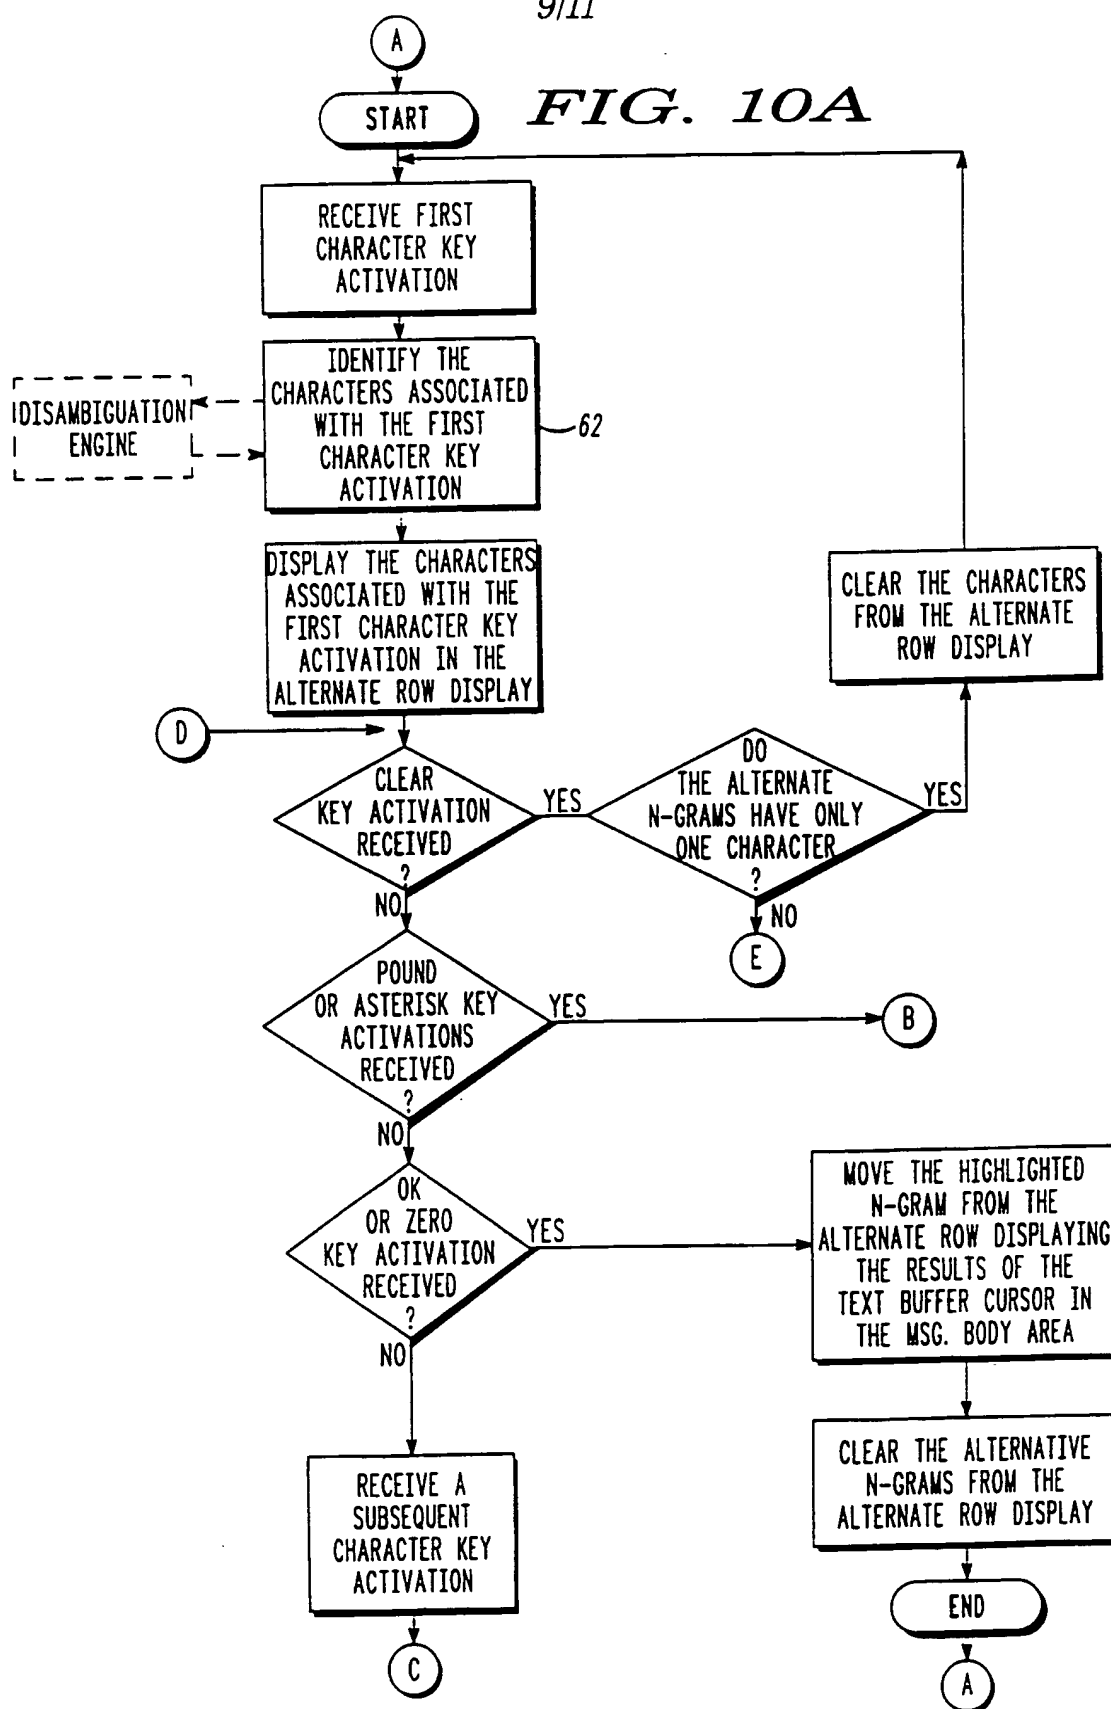 9/11
A
FIG. 10A
START
RECEIVE FIRST
CHARACTER KEY
ACTIVATION
IDENTIFY THE
CHARACTERS ASSOCIATED
WITH THE FIRST
CHARACTER KEY
ACTIVATION
62
DISAMBIGUATION
ENGINE
DISPLAY THE CHARACTERS
ASSOCIATED WITH THE
FIRST CHARACTER KEY
ACTIVATION IN THE
ALTERNATE ROW DISPLAY
CLEAR THE CHARACTERS
FROM THE ALTERNATE
ROW DISPLAY
D
CLEAR
KEY ACTIVATION
RECEIVED
?
YES
NO
DO
THE ALTERNATE
N-GRAMS HAVE ONLY
ONE CHARACTER
?
YES
NO
E
POUND
OR ASTERISK KEY
ACTIVATIONS
RECEIVED
?
YES
NO
B
OK
OR ZERO
KEY ACTIVATION
RECEIVED
?
YES
NO
MOVE THE HIGHLIGHTED
N-GRAM FROM THE
ALTERNATE ROW DISPLAYING
THE RESULTS OF THE
TEXT BUFFER CURSOR IN
THE MSG. BODY AREA
CLEAR THE ALTERNATIVE
N-GRAMS FROM THE
ALTERNATE ROW DISPLAY
END
A
RECEIVE A
SUBSEQUENT
CHARACTER KEY
ACTIVATION
C